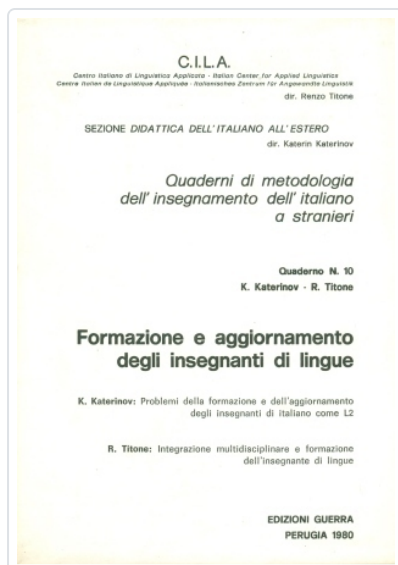 C.I.L.A.
Centro Italiano di Linguistica Applicata - Italian Center for Applied Linguistics
Centre Italien de Linguistique Appliquée - Italienisches Zentrum für Angewandte Linguistik
dir. Renzo Titone
SEZIONE DIDATTICA DELL'ITALIANO ALL'ESTERO
dir. Katerin Katerinov
Quaderni di metodologia
dell'insegnamento dell'italiano
a stranieri
Quaderno N. 10
K. Katerinov - R. Titone
Formazione e aggiornamento
degli insegnanti di lingue
K. Katerinov: Problemi della formazione e dell'aggiornamento
degli insegnanti di italiano come L2
R. Titone: Integrazione multidisciplinare e formazione
dell'insegnante di lingue
EDIZIONI GUERRA
PERUGIA 1980